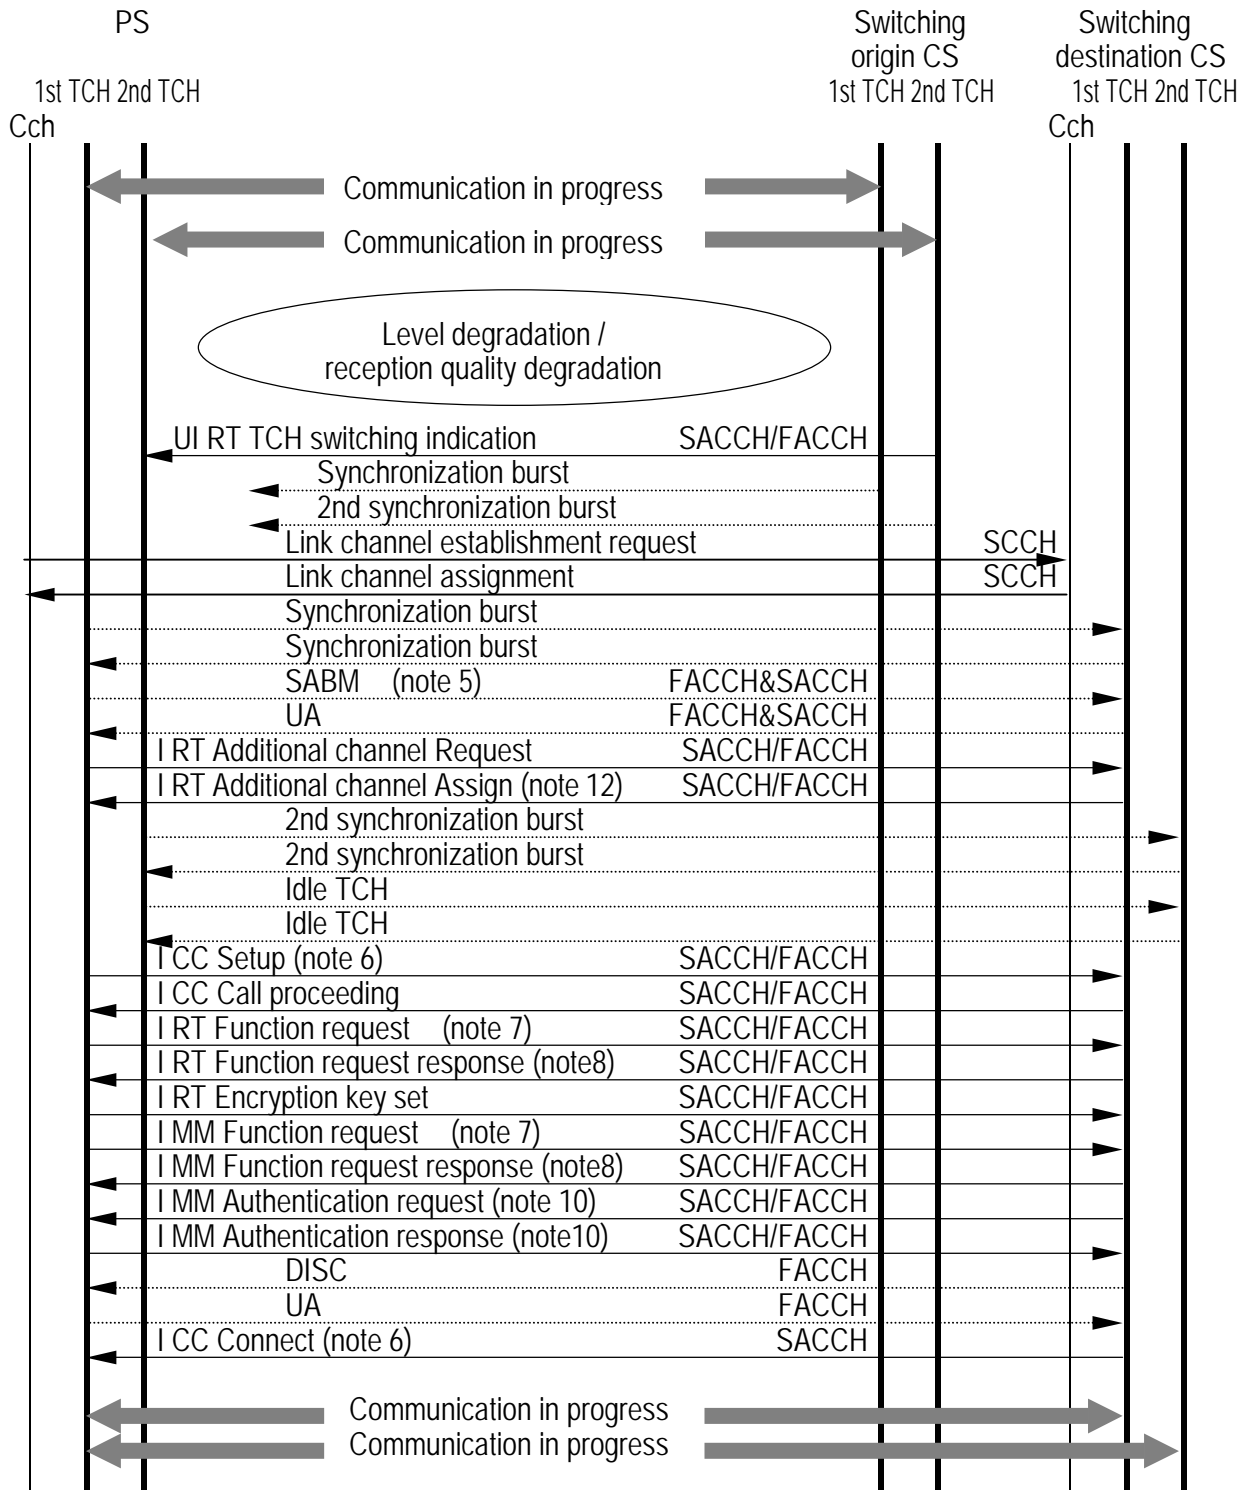 PS
Switching
origin CS
Switching
destination CS
1st TCH 2nd TCH
1st TCH 2nd TCH
1st TCH 2nd TCH
Cch
Cch
Communication in progress
Communication in progress
Level degradation /
reception quality degradation
UI RT TCH switching indication SACCH/FACCH
Synchronization burst
2nd synchronization burst
Link channel establishment request SCCH
Link channel assignment SCCH
Synchronization burst
Synchronization burst
SABM (note 5) FACCH&SACCH
UA FACCH&SACCH
I RT Additional channel Request SACCH/FACCH
I RT Additional channel Assign (note 12) SACCH/FACCH
2nd synchronization burst
2nd synchronization burst
Idle TCH
Idle TCH
I CC Setup (note 6) SACCH/FACCH
I CC Call proceeding SACCH/FACCH
I RT Function request (note 7) SACCH/FACCH
I RT Function request response (note8) SACCH/FACCH
I RT Encryption key set SACCH/FACCH
I MM Function request (note 7) SACCH/FACCH
I MM Function request response (note8) SACCH/FACCH
I MM Authentication request (note 10) SACCH/FACCH
I MM Authentication response (note10) SACCH/FACCH
DISC FACCH
UA FACCH
I CC Connect (note 6) SACCH
Communication in progress
Communication in progress